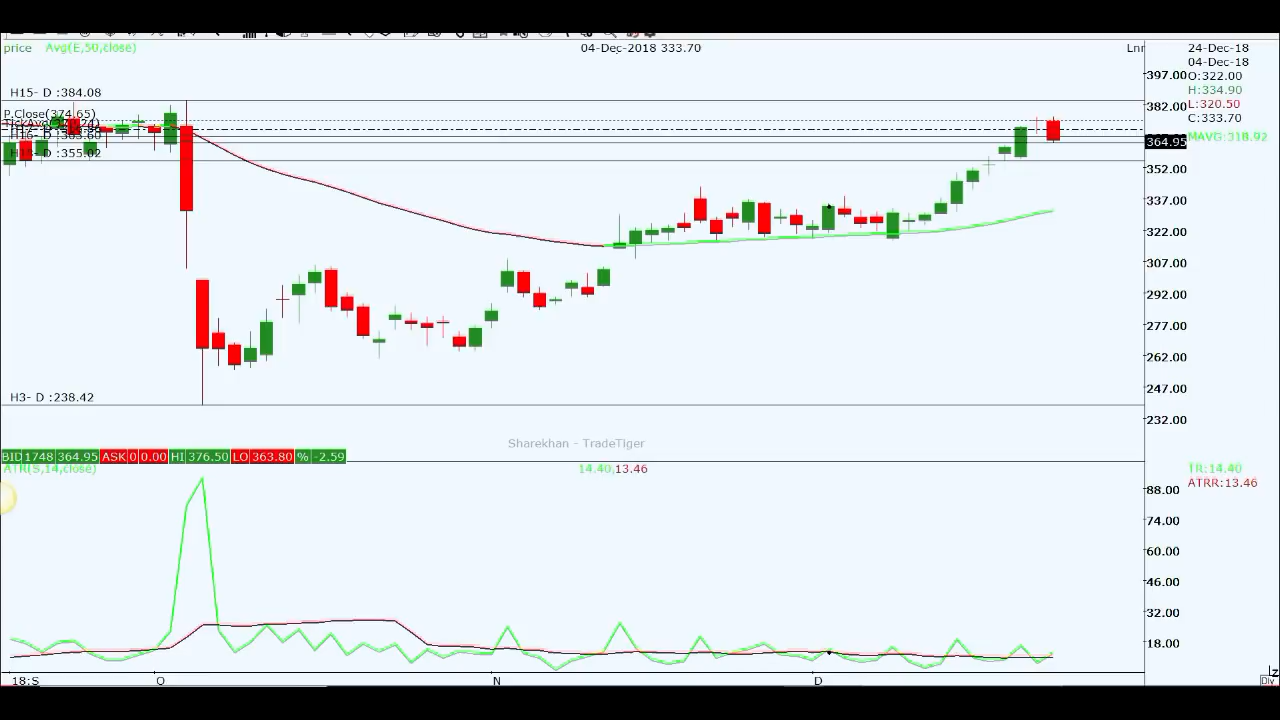 price Avg(E,50,close) 04-Dec-2018 333.70 Lnr 24-Dec-18
04-Dec-18
O:322.00
H:334.90
L:320.50
C:333.70
MAVG:318.92
397.00
382.00
364.95
352.00
337.00
322.00
307.00
292.00
277.00
262.00
247.00
232.00
H15- D :384.08
P.Close(374.65)
D :355.02
H3- D :238.42
Sharekhan - TradeTiger
BID 1748 364.95 ASK 0 0.00 HI 376.50 LO 363.80 % -2.59
ATR(S,14,close) 14.40,13.46 TR:14.40
ATRR:13.46
88.00
74.00
60.00
46.00
32.00
18.00
18:S O N D
Div